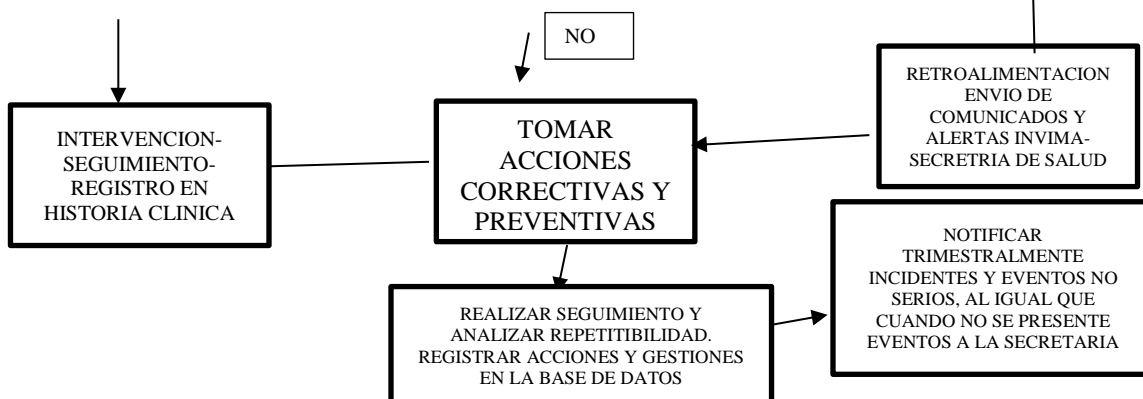 NO
INTERVENCION-
SEGUIMIENTO-
REGISTRO EN
HISTORIA CLINICA
TOMAR
ACCIONES
CORRECTIVAS Y
PREVENTIVAS
RETROALIMENTACION
ENVIO DE
COMUNICADOS Y
ALERTAS INVIMA-
SECRETRIA DE SALUD
REALIZAR SEGUIMIENTO Y
ANALIZAR REPETITIBILIDAD.
REGISTRAR ACCIONES Y GESTIONES
EN LA BASE DE DATOS
NOTIFICAR
TRIMESTRALMENTE
INCIDENTES Y EVENTOS NO
SERIOS, AL IGUAL QUE
CUANDO NO SE PRESENTE
EVENTOS A LA SECRETARIA